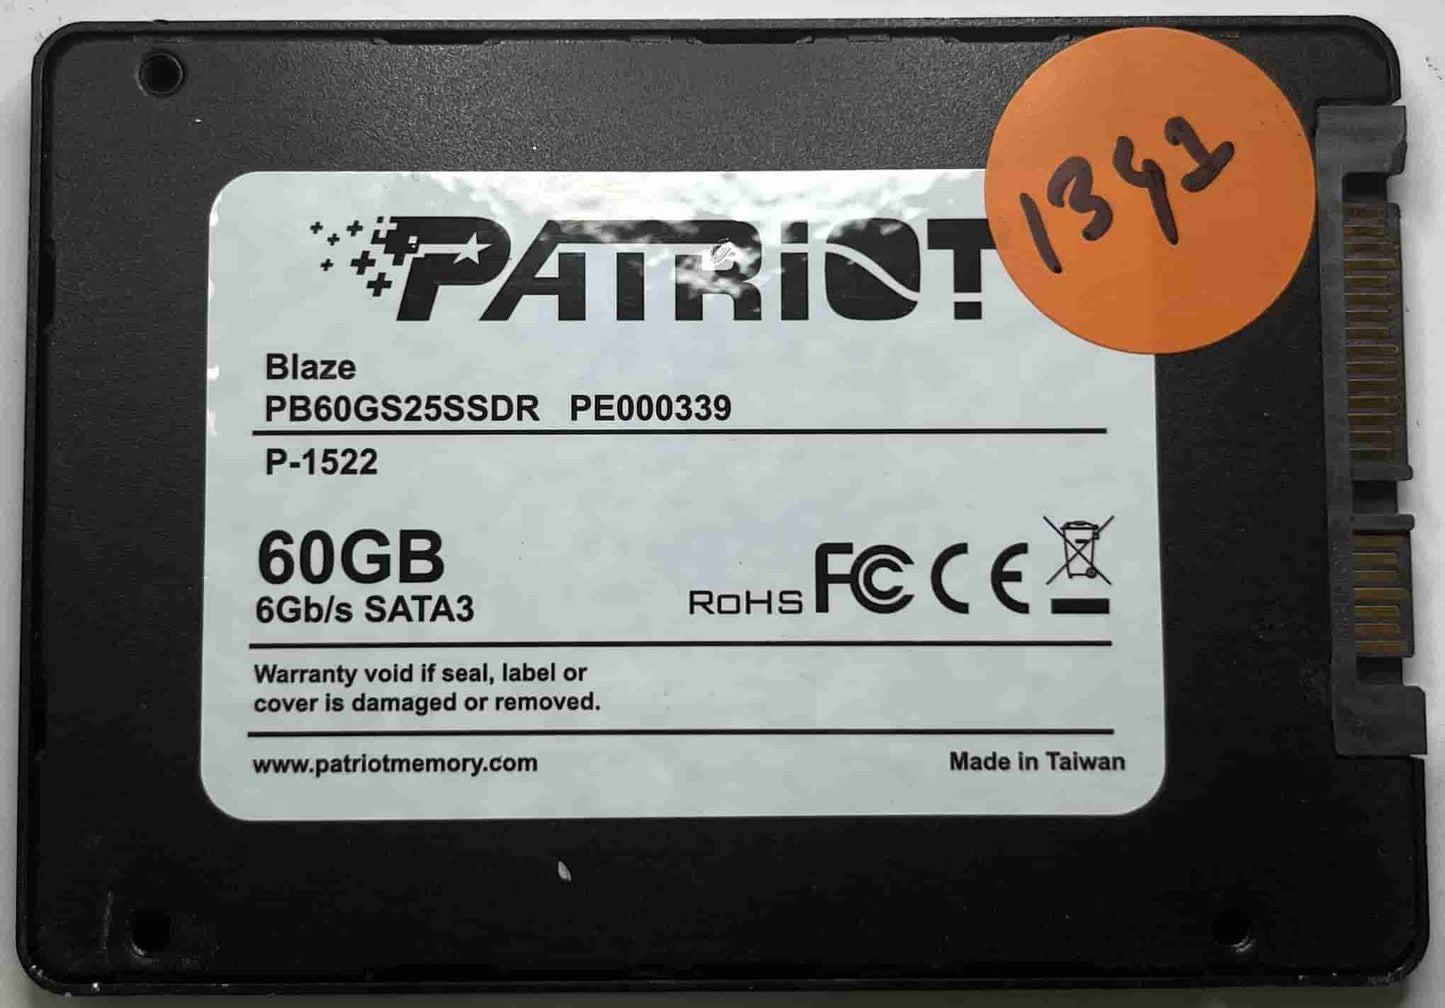 PATRiOT
1341
Blaze
PB60GS25SSDR PE000339
P-1522
60GB
6Gb/s SATA3
RoHS FC CE
Warranty void if seal, label or
cover is damaged or removed.
www.patriotmemory.com
Made in Taiwan